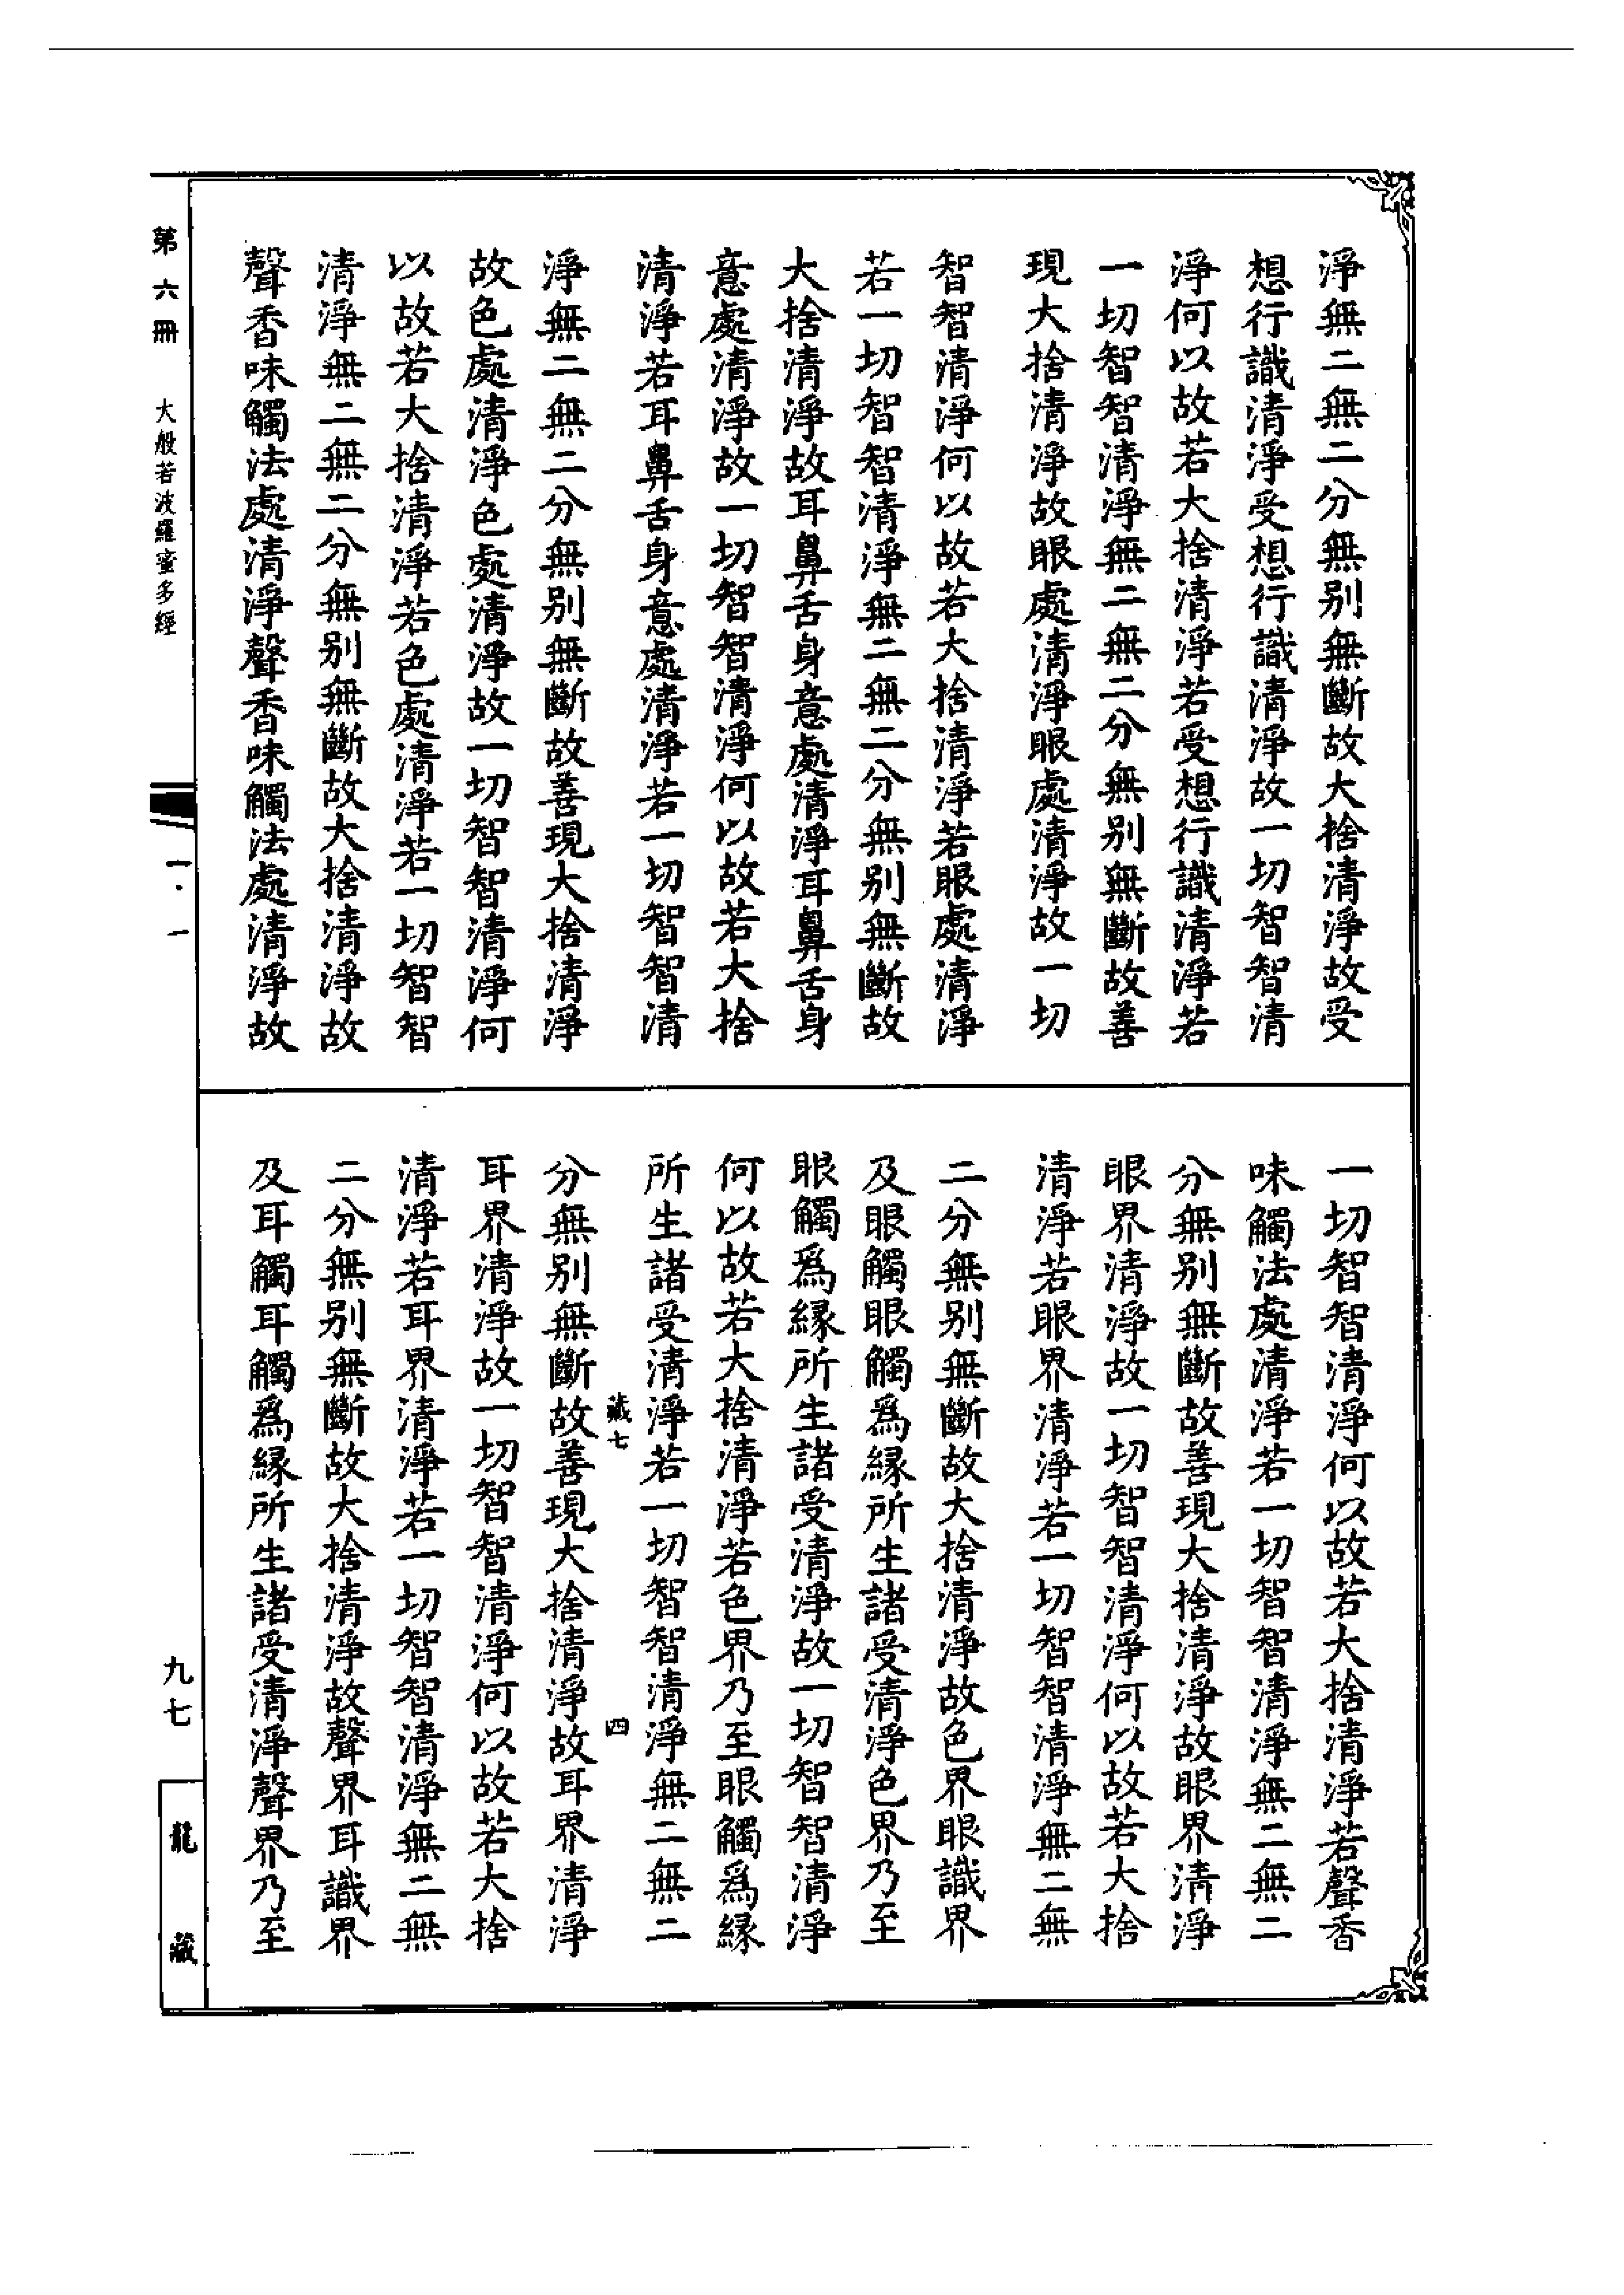 淨無二無二分無別無斷故大捨清淨故受
想行識清淨受想行識清淨故一切智智清
淨何以故若大捨清淨若受想行識清淨若
一切智智清淨無二無二分無別無斷故善
現大捨清淨故眼處清淨眼處清淨故一切
智智清淨何以故若大捨清淨若眼處清淨
若一切智智清淨無二無二分無別無斷故
大捨清淨故耳鼻舌身意處清淨耳鼻舌身
意處清淨故一切智智清淨何以故若大捨
清淨若耳鼻舌身意處清淨若一切智智清
淨無二無二分無別無斷故善現大捨清淨
故色處清淨色處清淨故一切智智清淨何
以故若大捨清淨若色處清淨若一切智智
清淨無二無二分無別無斷故大捨清淨故
聲香味觸法處清淨聲香味觸法處清淨故
一切智智清淨何以故若大捨清淨若聲香
味觸法處清淨若一切智智清淨無二無二
分無別無斷故善現大捨清淨故眼界清淨
眼界清淨故一切智智清淨何以故若大捨
清淨若眼界清淨若一切智智清淨無二無
二分無別無斷故大捨清淨故色界眼識界
及眼觸眼觸爲緣所生諸受清淨色界乃至
眼觸爲緣所生諸受清淨故一切智智清淨
何以故若大捨清淨若色界乃至眼觸爲緣
所生諸受清淨若一切智智清淨無二無二
藏七 四
分無別無斷故善現大捨清淨故耳界清淨
耳界清淨故一切智智清淨何以故若大捨
清淨若耳界清淨若一切智智清淨無二無
二分無別無斷故大捨清淨故聲界耳識界
及耳觸耳觸爲緣所生諸受清淨聲界乃至
第六冊 大般若波羅蜜多經 一·一 九七
龍藏